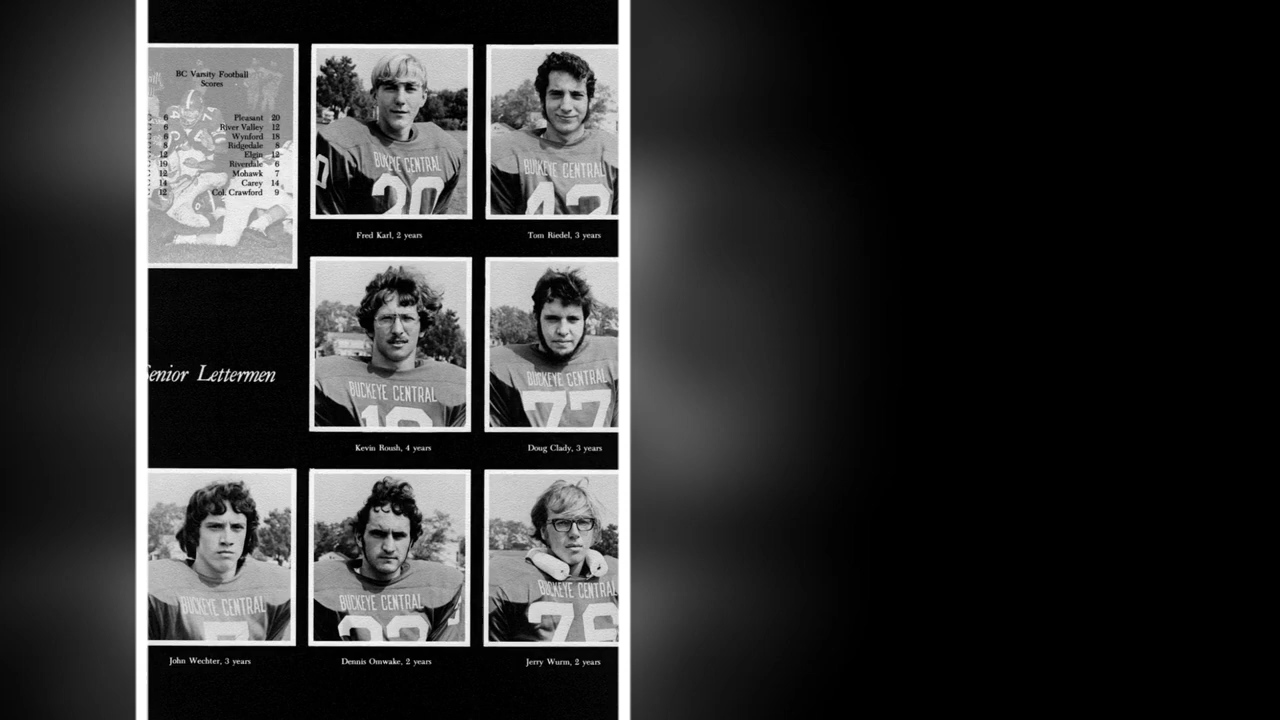 BC Varsity Football
Scores
6 Pleasant 20
6 River Valley 12
6 Wynford 18
8 Ridgedale 8
12 Elgin 12
19 Riverdale 6
12 Mohawk 7
14 Carey 14
12 Col. Crawford 9
BUCKEYE CENTRAL
20
Fred Karl, 2 years
BUCKEYE CENTRAL
42
Tom Riedel, 3 years
Senior Lettermen
BUCKEYE CENTRAL
Kevin Roush, 4 years
BUCKEYE CENTRAL
77
Doug Clady, 3 years
BUCKEYE CENTRAL
John Wechter, 3 years
BUCKEYE CENTRAL
Dennis Omwake, 2 years
BUCKEYE CENTRAL
Jerry Wurm, 2 years